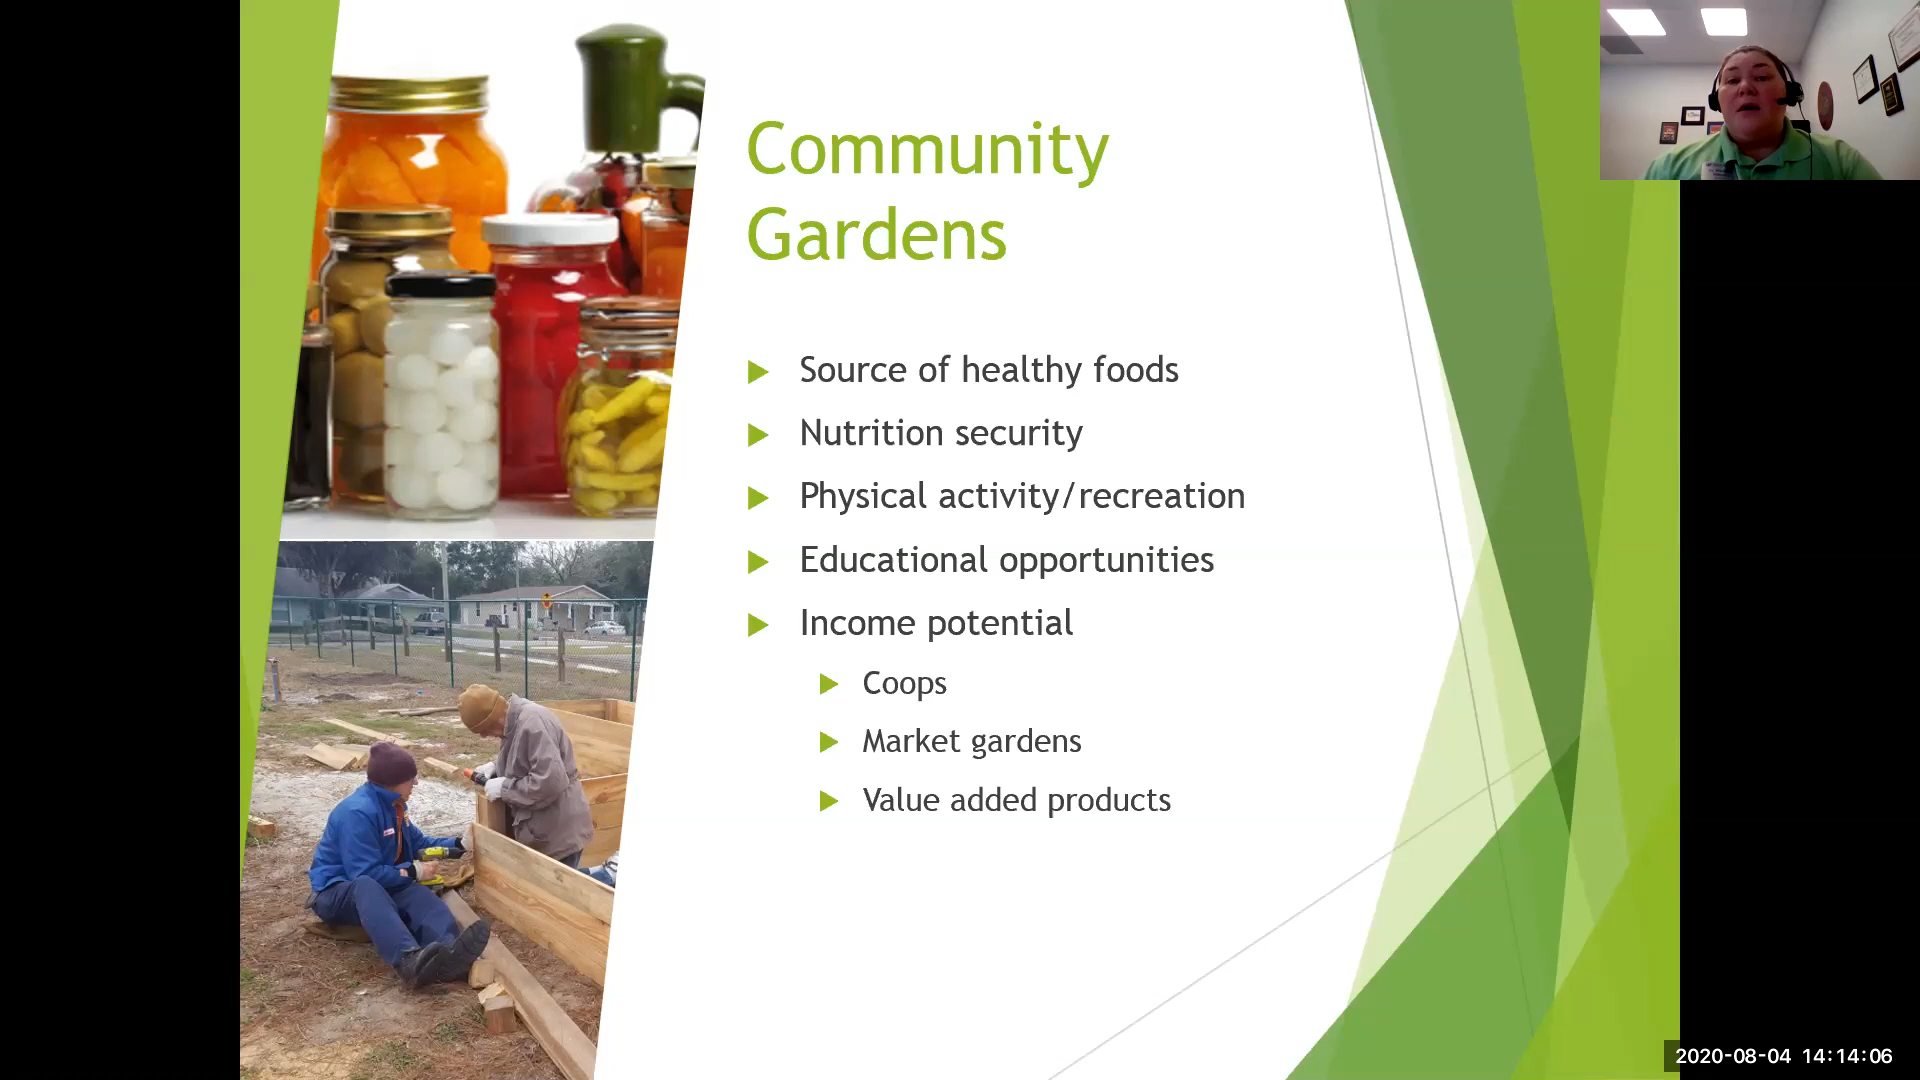 Community
Gardens
Source of healthy foods
Nutrition security
Physical activity/recreation
Educational opportunities
Income potential
Coops
Market gardens
Value added products
2020-08-04 14:14:06